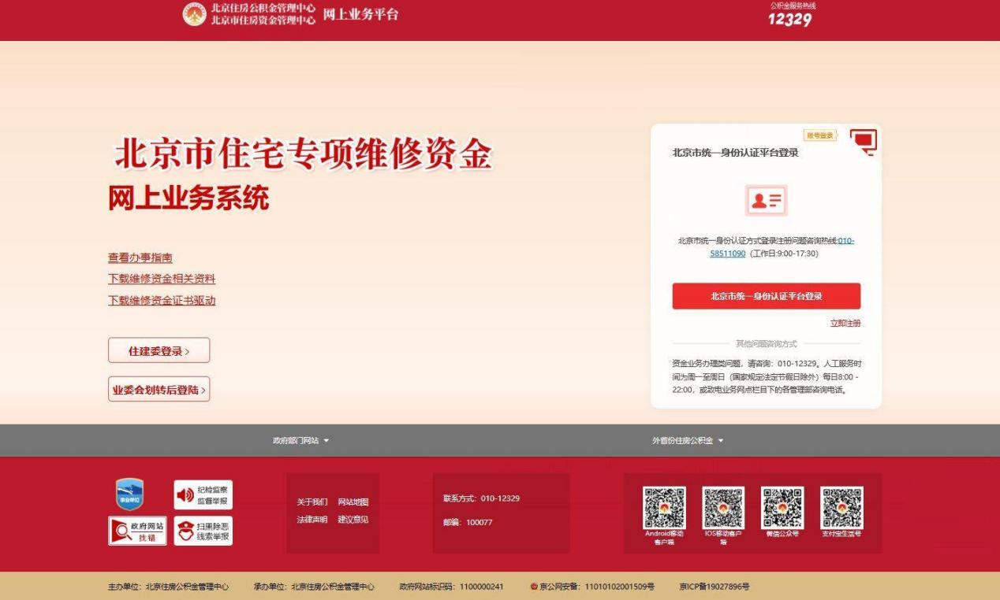 北京住房公积金管理中心
北京市住房资金管理中心
网上业务平台
公积金服务热线
12329
北京市住宅专项维修资金
网上业务系统
查看办事指南
下载维修资金相关资料
下载维修资金证书驱动
住建委登录 >
业委会划转后登陆 >
账号登录
北京市统一身份认证平台登录
北京市统一身份认证方式登录注册问题咨询热线:010-
58511090 (工作日:9:00-17:30)
北京市统一身份认证平台登录
立即注册
其他问题咨询方式
资金业务办理类问题，请咨询：010-12329。人工服务时
间为周一至周日（国家规定法定节假日除外）每日8:00 -
22:00，或致电业务网点栏目下的各管理部咨询电话。
政府部门网站
外省份住房公积金
事业单位
纪检监察
监督举报
政府网站
找错
扫黑除恶
线索举报
关于我们 网站地图
法律声明 建议意见
联系方式：010-12329
邮编：100077
Android移动
客户端
IOS移动客户
端
微信公众号
支付宝生活号
主办单位：北京住房公积金管理中心 承办单位：北京住房公积金管理中心 政府网站标识码：1100000241 京公网安备：11010102001509号 京ICP备19027896号